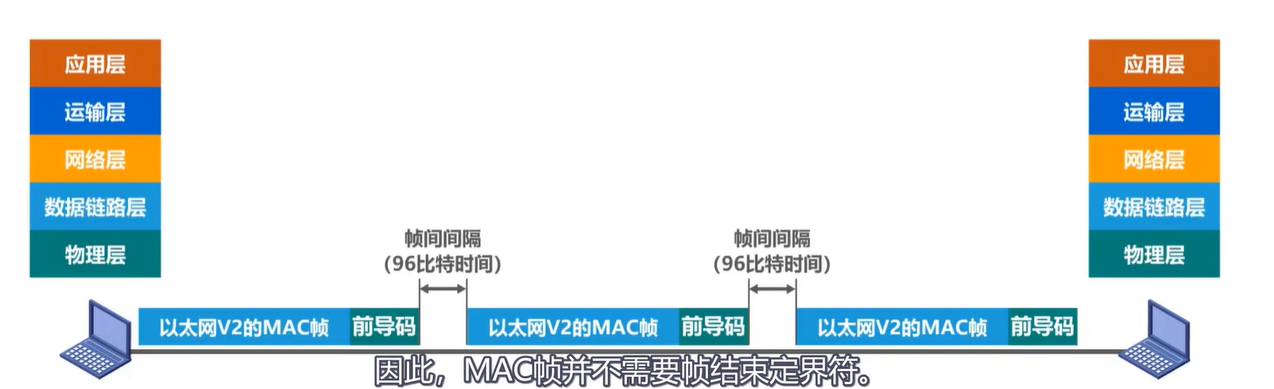 应用层
运输层
网络层
数据链路层
物理层
应用层
运输层
网络层
数据链路层
物理层
帧间间隔
（96比特时间）
帧间间隔
（96比特时间）
以太网V2的MAC帧 前导码
以太网V2的MAC帧 前导码
以太网V2的MAC帧 前导码
因此，MAC帧并不需要帧结束定界符。